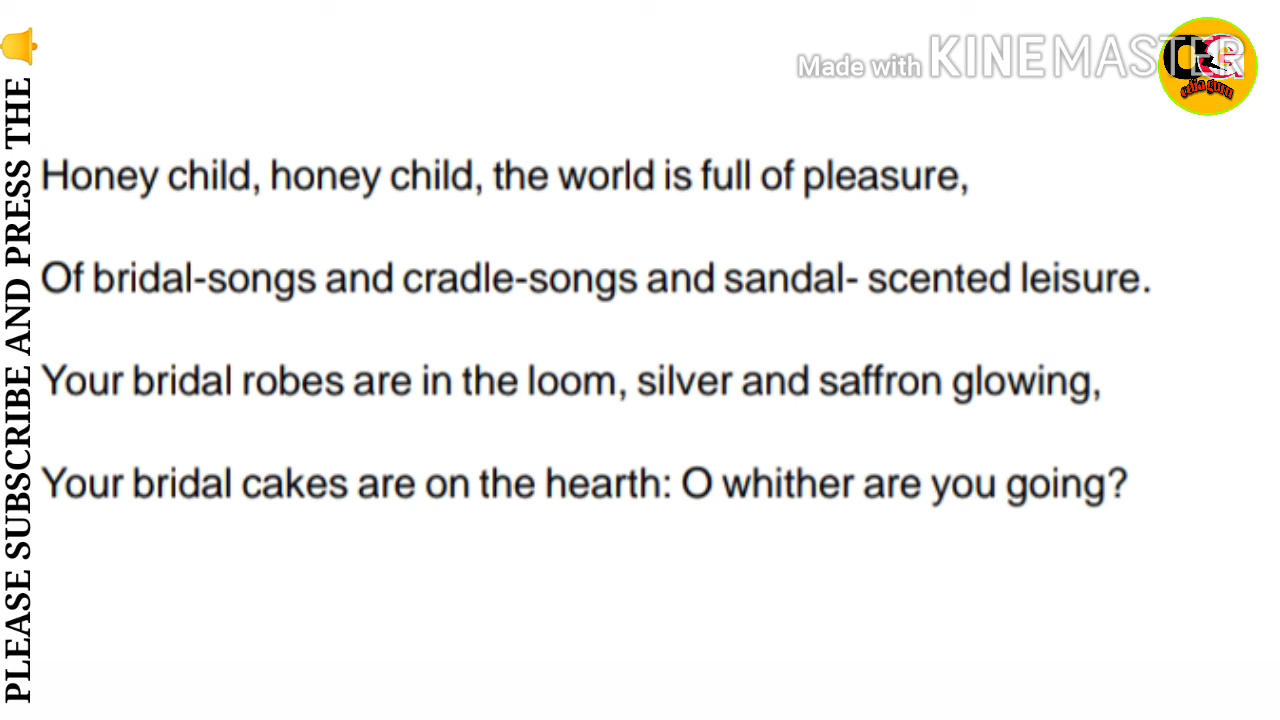 PLEASE SUBSCRIBE AND PRESS THE
Made with KINEMASTER
edia guru
Honey child, honey child, the world is full of pleasure,
Of bridal-songs and cradle-songs and sandal- scented leisure.
Your bridal robes are in the loom, silver and saffron glowing,
Your bridal cakes are on the hearth: O whither are you going?